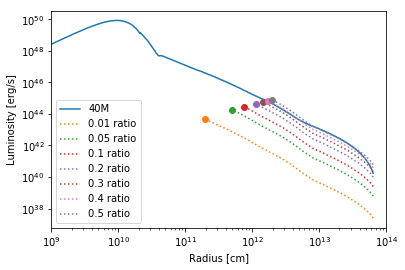 Luminosity [erg/s]
10^50
10^48
10^46
10^44
10^42
10^40
10^38
40M
0.01 ratio
0.05 ratio
0.1 ratio
0.2 ratio
0.3 ratio
0.4 ratio
0.5 ratio
10^9 10^10 10^11 10^12 10^13 10^14
Radius [cm]